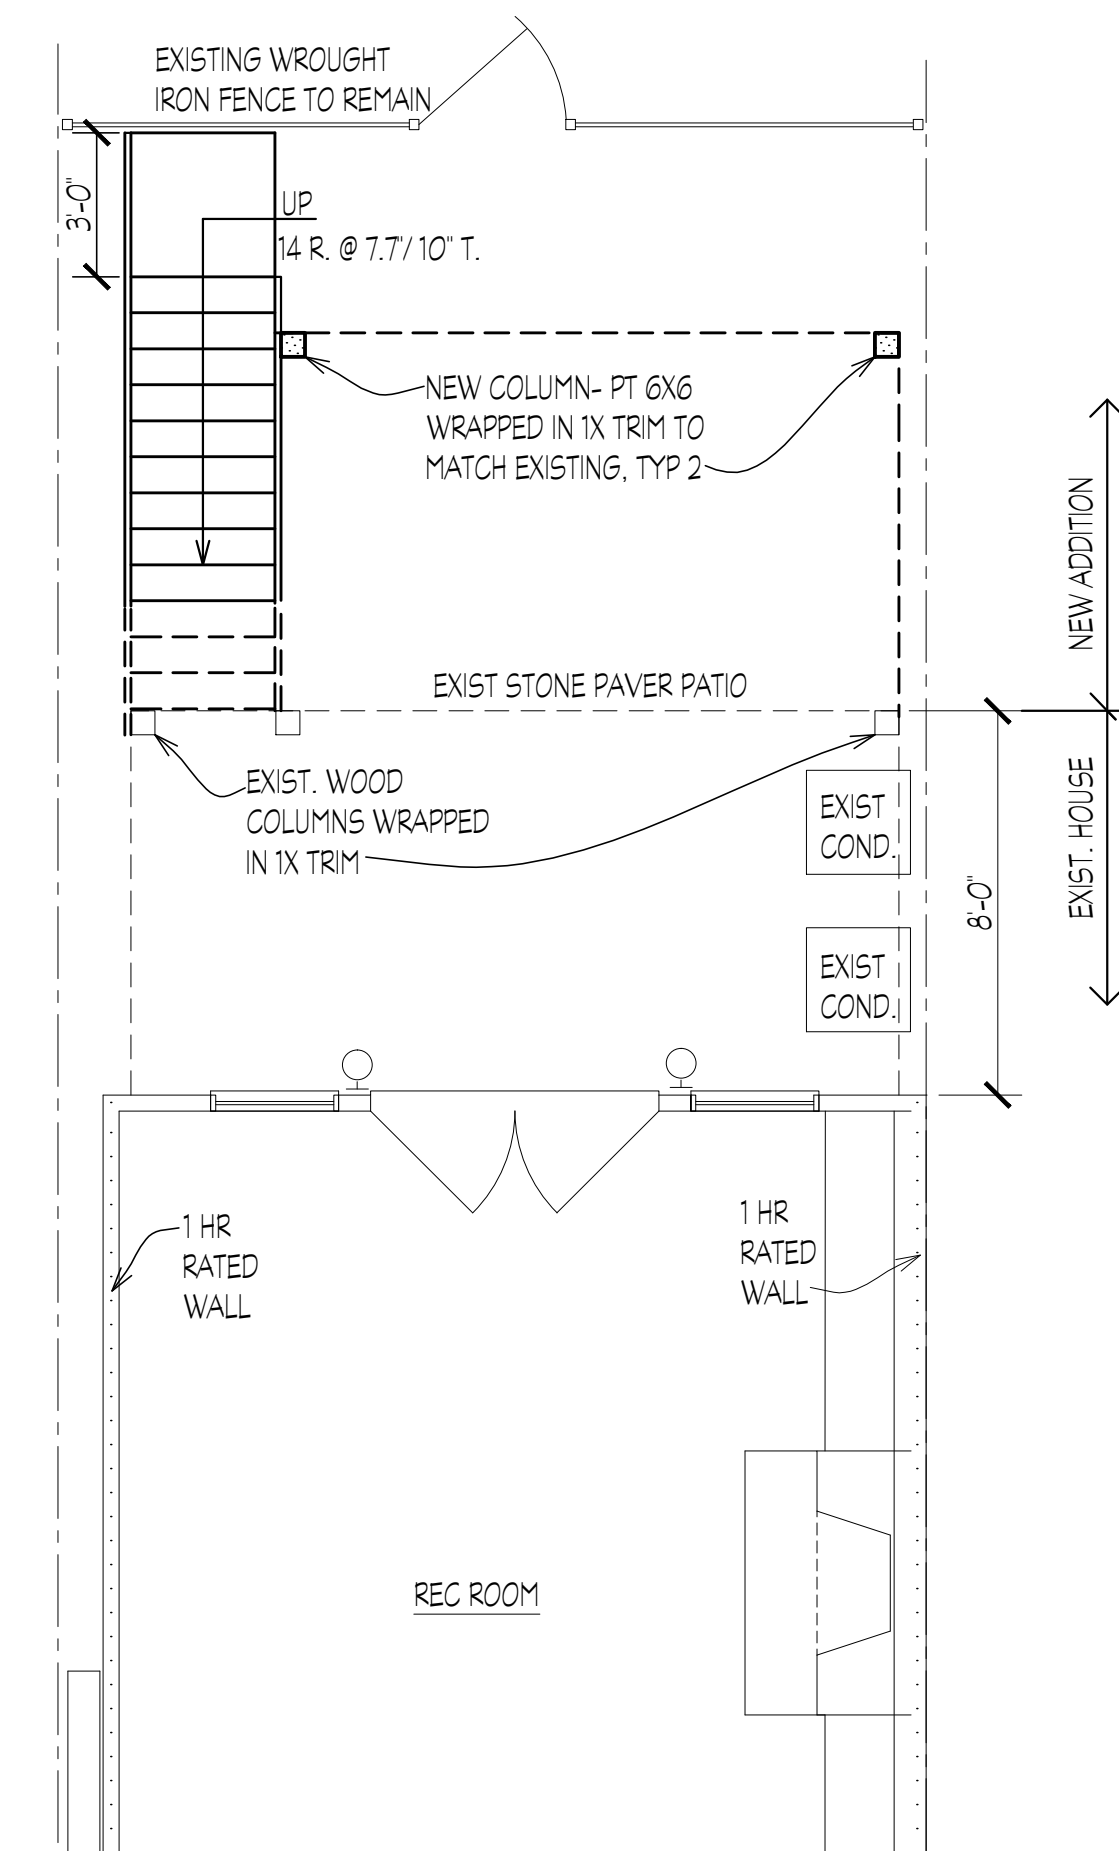 EXISTING WROUGHT
IRON FENCE TO REMAIN
3'-0"
UP
14 R. @ 7.7"/ 10" T.
NEW COLUMN- PT 6X6
WRAPPED IN 1X TRIM TO
MATCH EXISTING, TYP 2
NEW ADDITION
EXIST STONE PAVER PATIO
EXIST. WOOD
COLUMNS WRAPPED
IN 1X TRIM
EXIST
COND.
EXIST. HOUSE
8'-0"
EXIST
COND.
1 HR
RATED
WALL
1 HR
RATED
WALL
REC ROOM